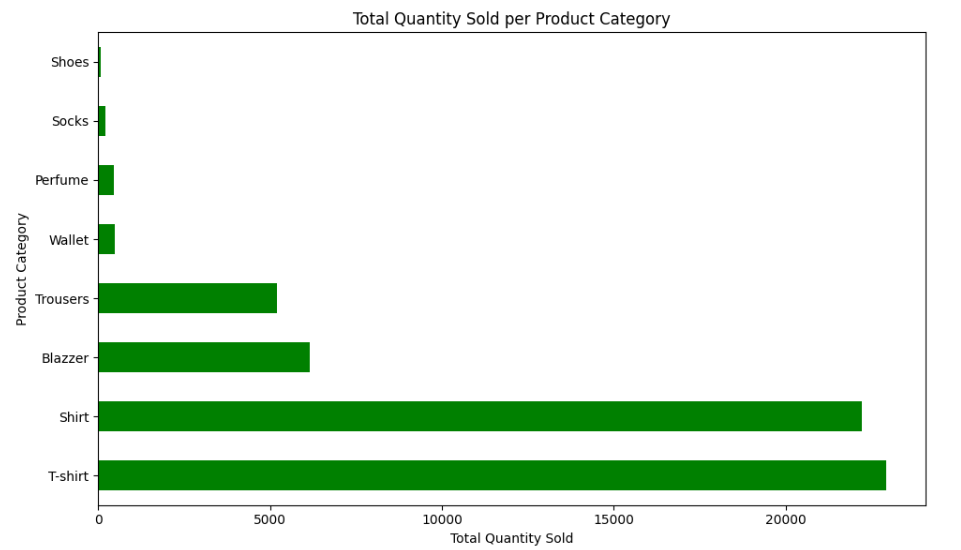 Total Quantity Sold per Product Category
Product Category
Shoes
Socks
Perfume
Wallet
Trousers
Blazzer
Shirt
T-shirt
0 5000 10000 15000 20000
Total Quantity Sold